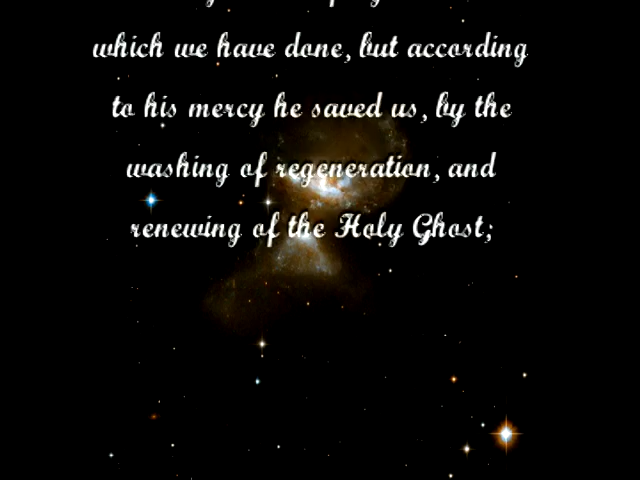 which we have done, but according
to his mercy he saved us, by the
washing of regeneration, and
renewing of the Holy Ghost;